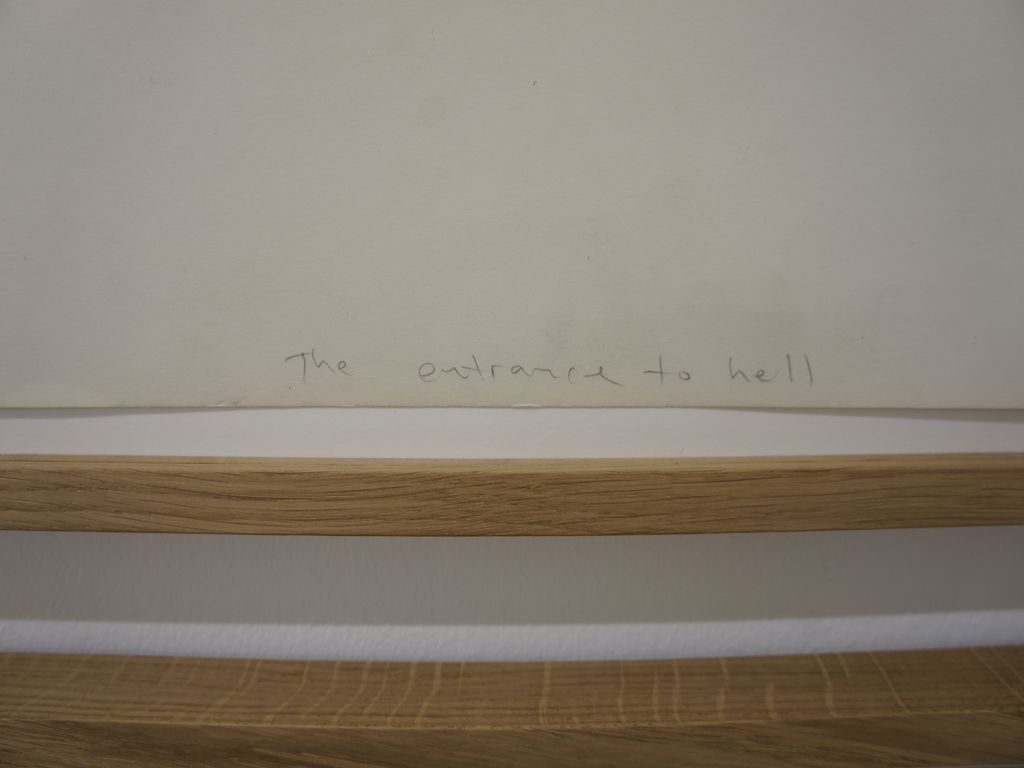 The entrance to hell